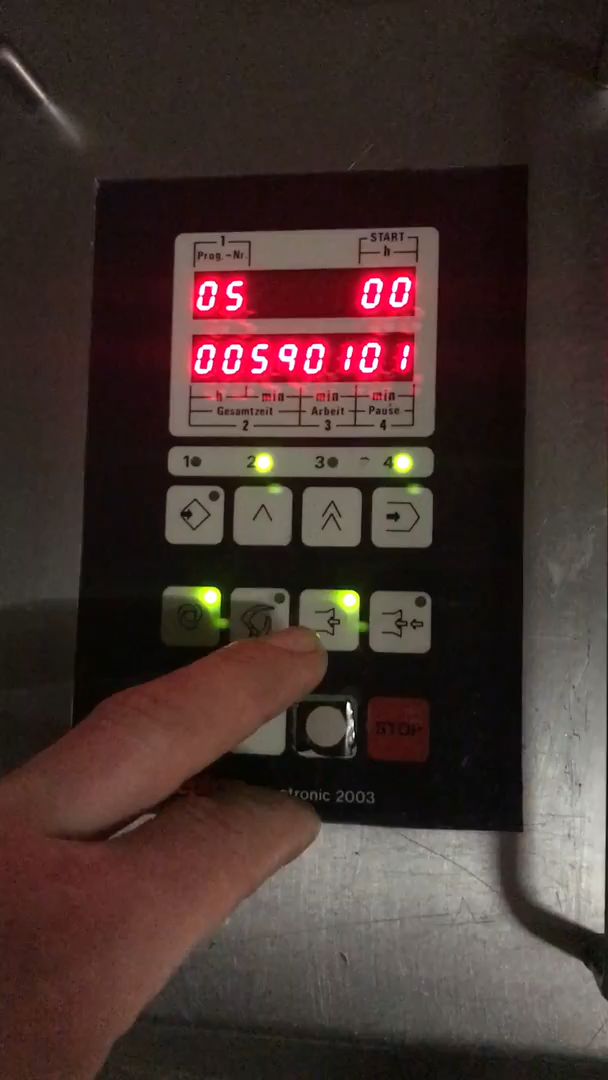 1 START
Prog.-Nr. h
05 00
00590101
h min min min
Gesamtzeit Arbeit Pause
2 3 4
1 2 3 4
STOP
tronic 2003